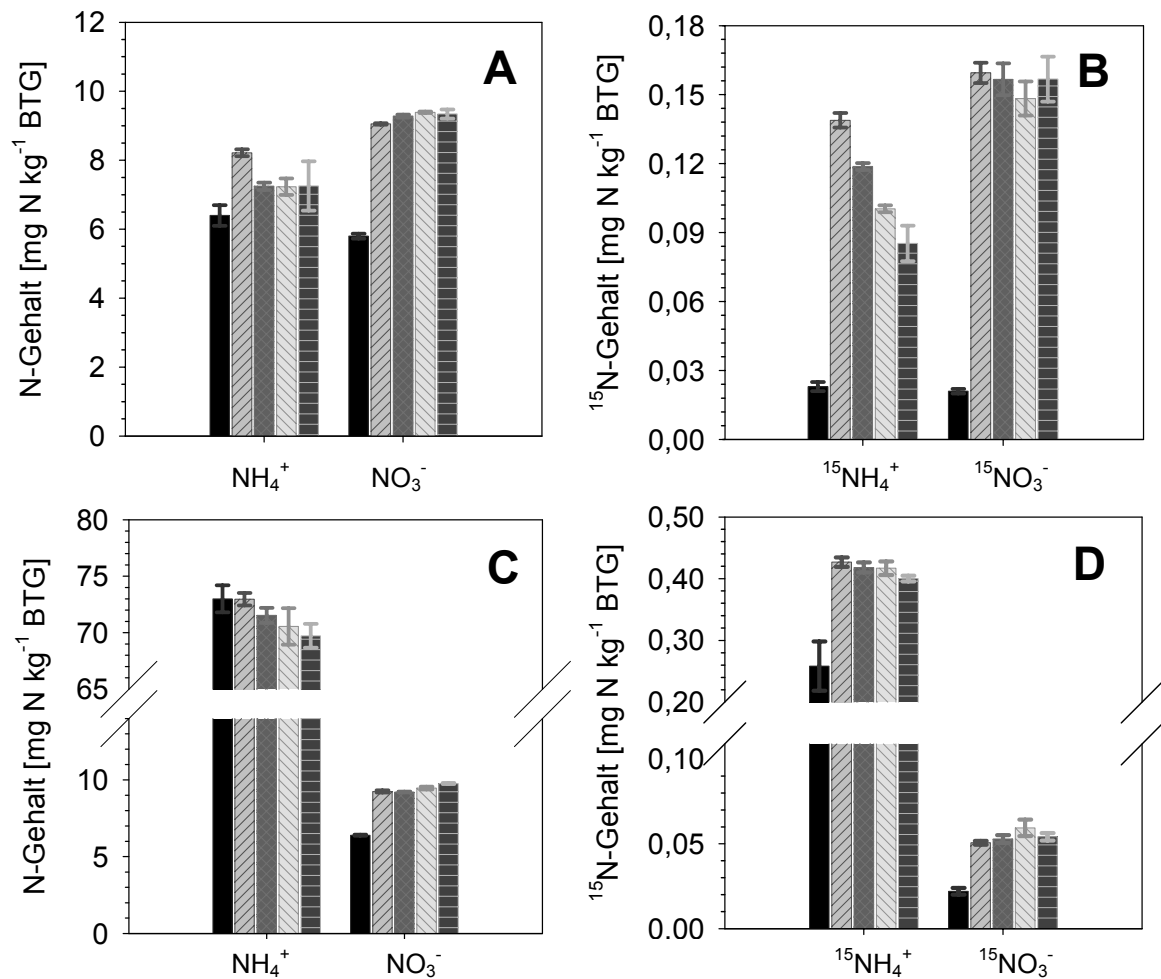 A
N-Gehalt [mg N kg⁻¹ BTG]
12
10
8
6
4
2
0
NH₄⁺ NO₃⁻
B
¹⁵N-Gehalt [mg N kg⁻¹ BTG]
0,18
0,15
0,12
0,09
0,06
0,03
0,00
¹⁵NH₄⁺ ¹⁵NO₃⁻
C
N-Gehalt [mg N kg⁻¹ BTG]
80
75
70
65
10
5
0
NH₄⁺ NO₃⁻
D
¹⁵N-Gehalt [mg N kg⁻¹ BTG]
0,50
0,40
0,30
0,20
0,10
0,05
0,00
¹⁵NH₄⁺ ¹⁵NO₃⁻